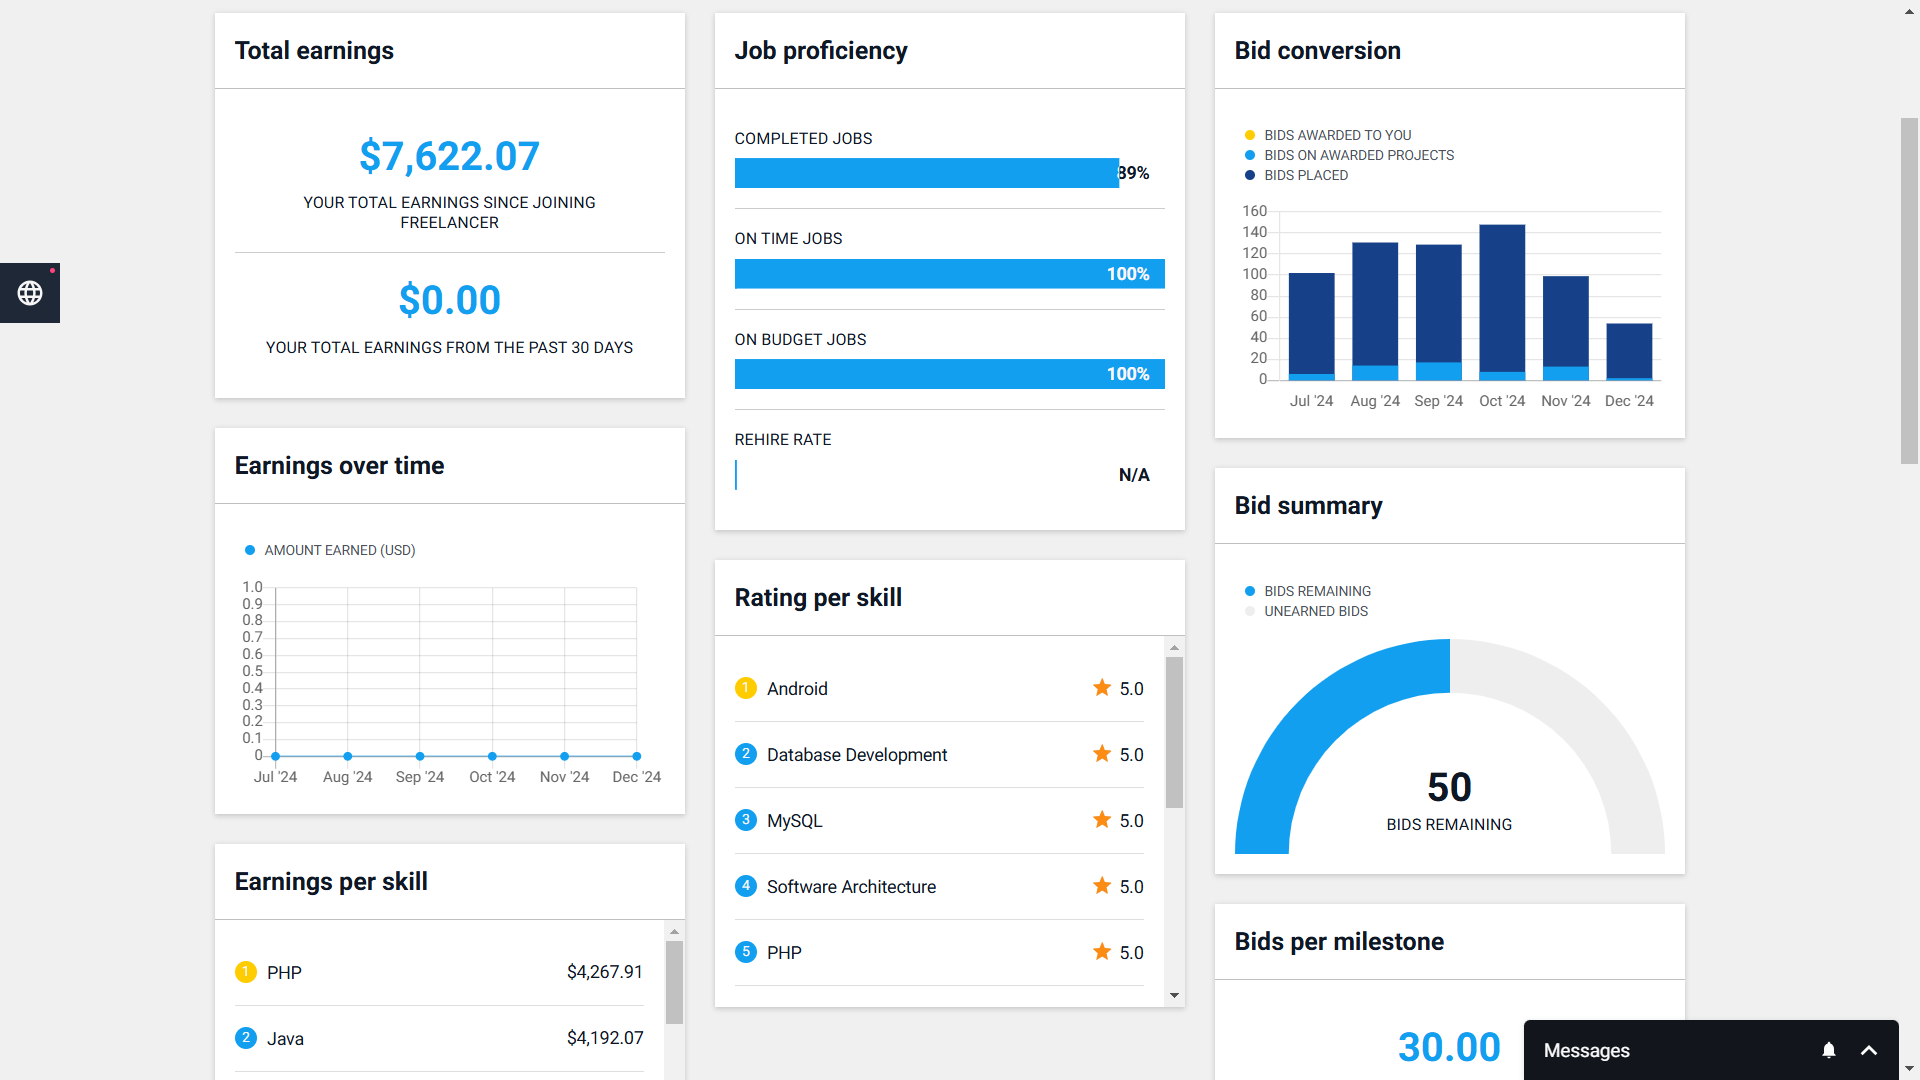 Total earnings
$7,622.07
YOUR TOTAL EARNINGS SINCE JOINING
FREELANCER
$0.00
YOUR TOTAL EARNINGS FROM THE PAST 30 DAYS
Earnings over time
AMOUNT EARNED (USD)
1.0
0.9
0.8
0.7
0.6
0.5
0.4
0.3
0.2
0.1
0
Jul '24 Aug '24 Sep '24 Oct '24 Nov '24 Dec '24
Earnings per skill
1 PHP $4,267.91
2 Java $4,192.07
Job proficiency
COMPLETED JOBS
89%
ON TIME JOBS
100%
ON BUDGET JOBS
100%
REHIRE RATE
N/A
Rating per skill
1 Android 5.0
2 Database Development 5.0
3 MySQL 5.0
4 Software Architecture 5.0
5 PHP 5.0
Bid conversion
BIDS AWARDED TO YOU
BIDS ON AWARDED PROJECTS
BIDS PLACED
160
140
120
100
80
60
40
20
0
Jul '24 Aug '24 Sep '24 Oct '24 Nov '24 Dec '24
Bid summary
BIDS REMAINING
UNEARNED BIDS
50
BIDS REMAINING
Bids per milestone
30.00
Messages